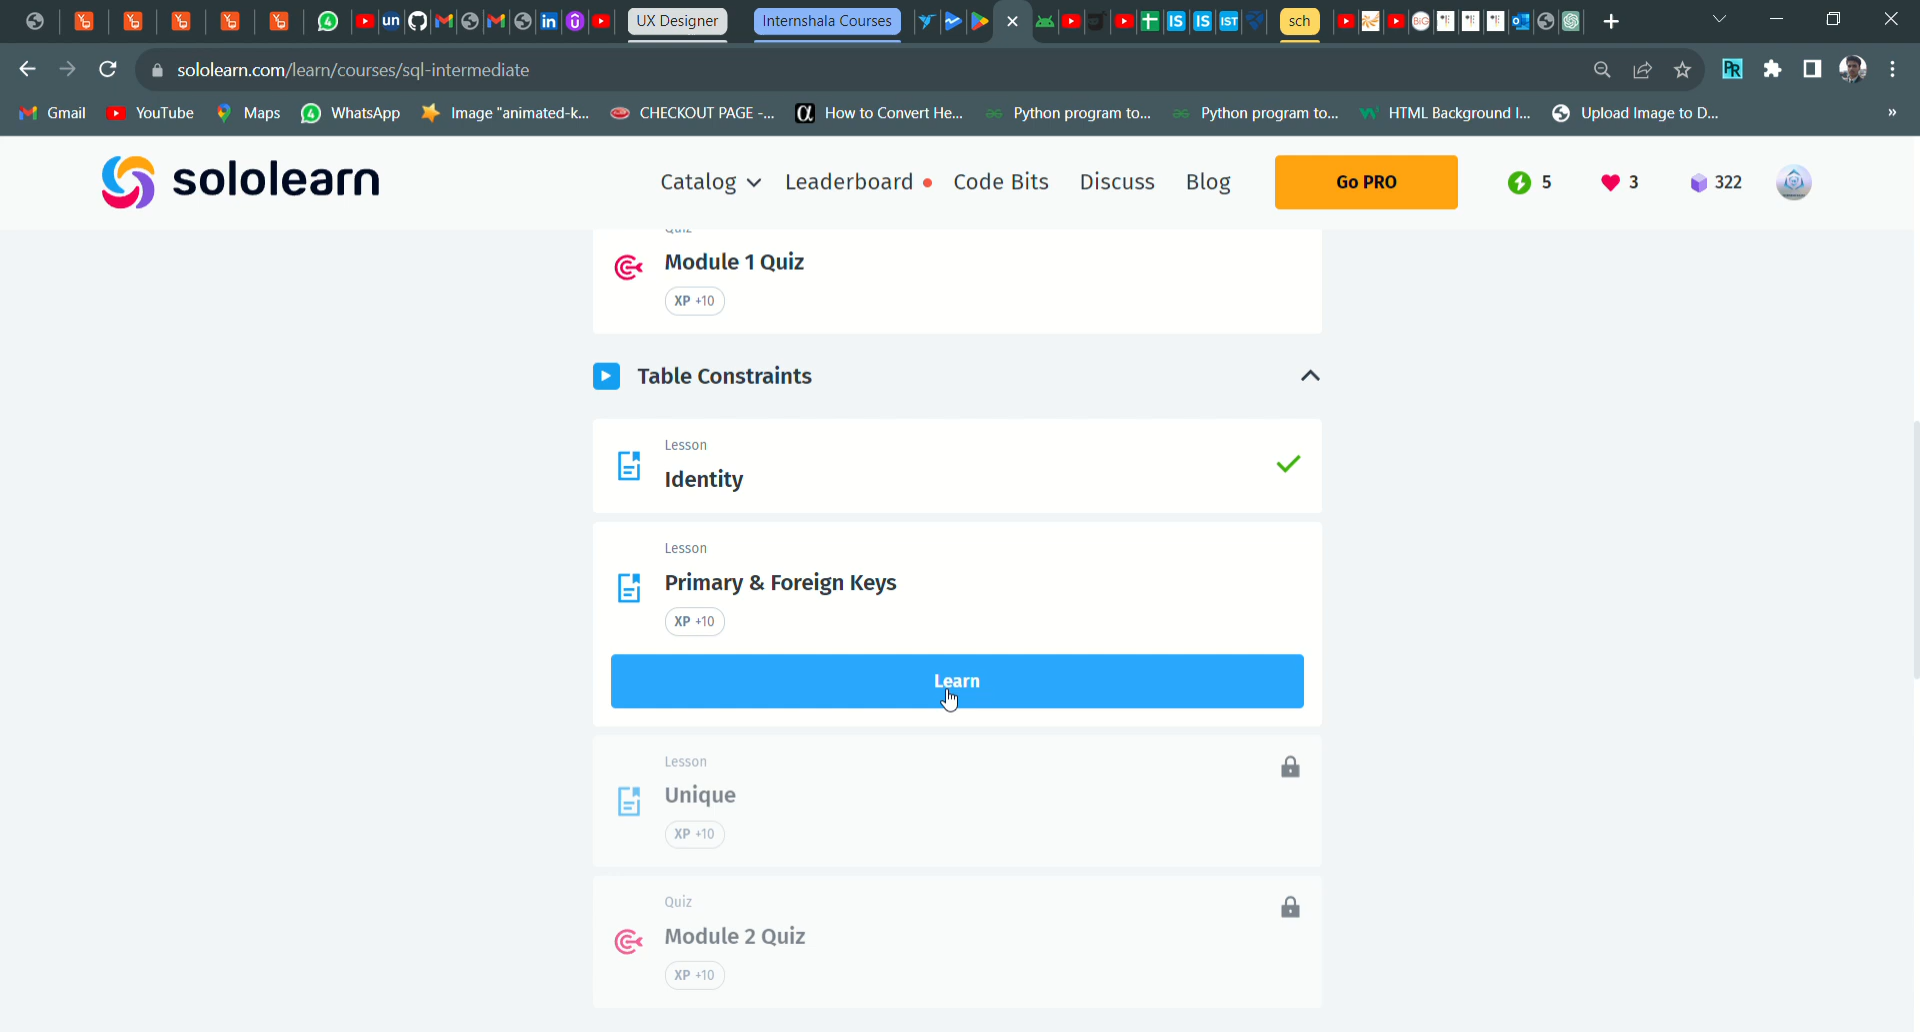 UX Designer
Internshala Courses
sch
sololearn.com/learn/courses/sql-intermediate
Gmail
YouTube
Maps
WhatsApp
Image "animated-k...
CHECKOUT PAGE -...
How to Convert He...
Python program to...
Python program to...
HTML Background I...
Upload Image to D...
»
sololearn
Catalog
Leaderboard
Code Bits
Discuss
Blog
Go PRO
5
3
322
Module 1 Quiz
XP +10
Table Constraints
Lesson
Identity
Lesson
Primary & Foreign Keys
XP +10
Learn
Lesson
Unique
XP +10
Quiz
Module 2 Quiz
XP +10